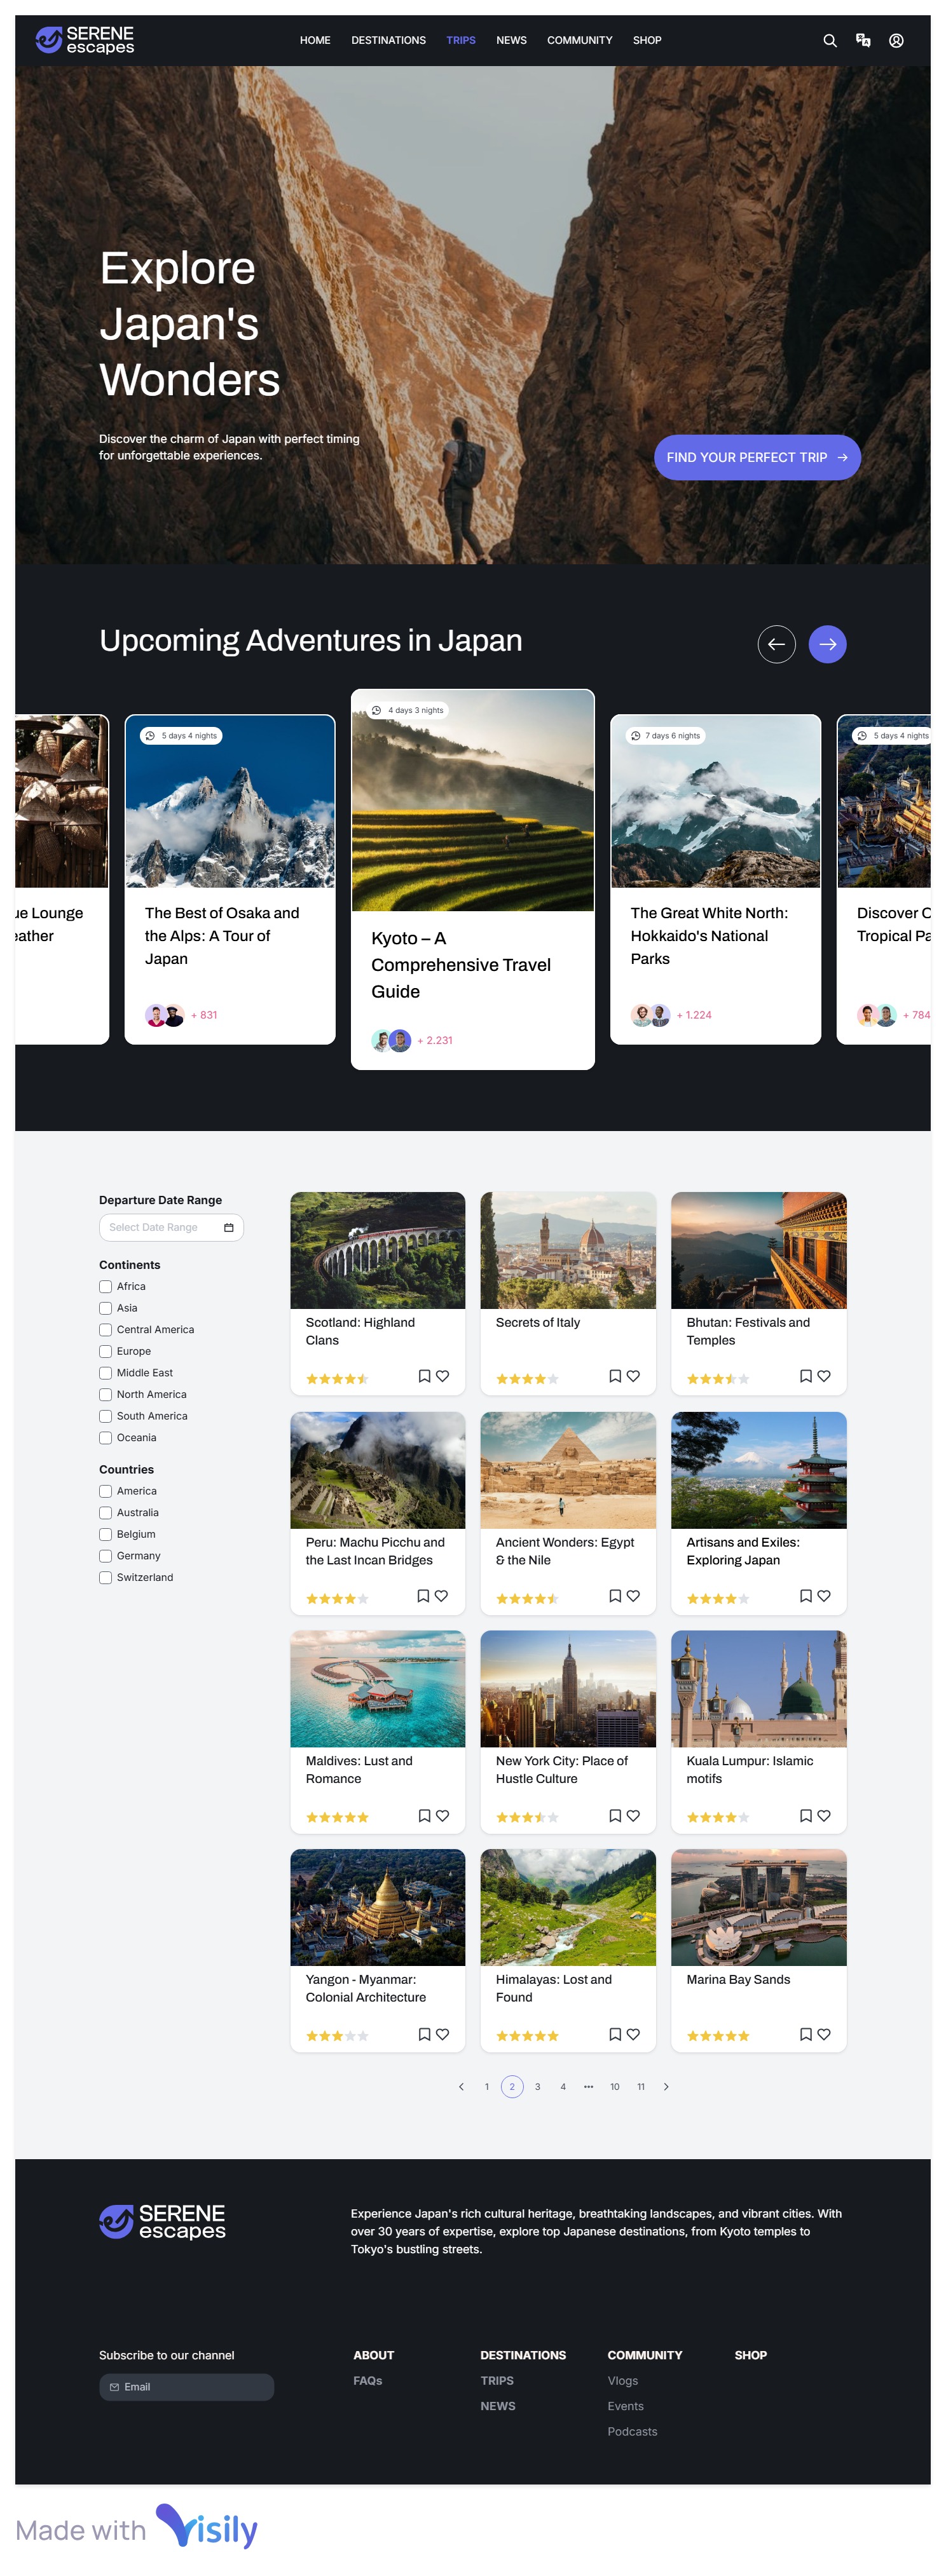 SERENE
escapes
HOME
DESTINATIONS
TRIPS
NEWS
COMMUNITY
SHOP
Explore
Japan's
Wonders
Discover the charm of Japan with perfect timing
for unforgettable experiences.
FIND YOUR PERFECT TRIP
Upcoming Adventures in Japan
ue Lounge
eather
5 days 4 nights
The Best of Osaka and
the Alps: A Tour of
Japan
+ 831
4 days 3 nights
Kyoto – A
Comprehensive Travel
Guide
+ 2.231
7 days 6 nights
The Great White North:
Hokkaido's National
Parks
+ 1.224
5 days 4 nights
Discover C
Tropical Pa
+ 784
Departure Date Range
Select Date Range
Continents
Africa
Asia
Central America
Europe
Middle East
North America
South America
Oceania
Countries
America
Australia
Belgium
Germany
Switzerland
Scotland: Highland
Clans
Secrets of Italy
Bhutan: Festivals and
Temples
Peru: Machu Picchu and
the Last Incan Bridges
Ancient Wonders: Egypt
& the Nile
Artisans and Exiles:
Exploring Japan
Maldives: Lust and
Romance
New York City: Place of
Hustle Culture
Kuala Lumpur: Islamic
motifs
Yangon - Myanmar:
Colonial Architecture
Himalayas: Lost and
Found
Marina Bay Sands
1 2 3 4 ••• 10 11
SERENE
escapes
Experience Japan's rich cultural heritage, breathtaking landscapes, and vibrant cities. With
over 30 years of expertise, explore top Japanese destinations, from Kyoto temples to
Tokyo's bustling streets.
Subscribe to our channel
Email
ABOUT
FAQs
DESTINATIONS
TRIPS
NEWS
COMMUNITY
Vlogs
Events
Podcasts
SHOP
Made with Visily